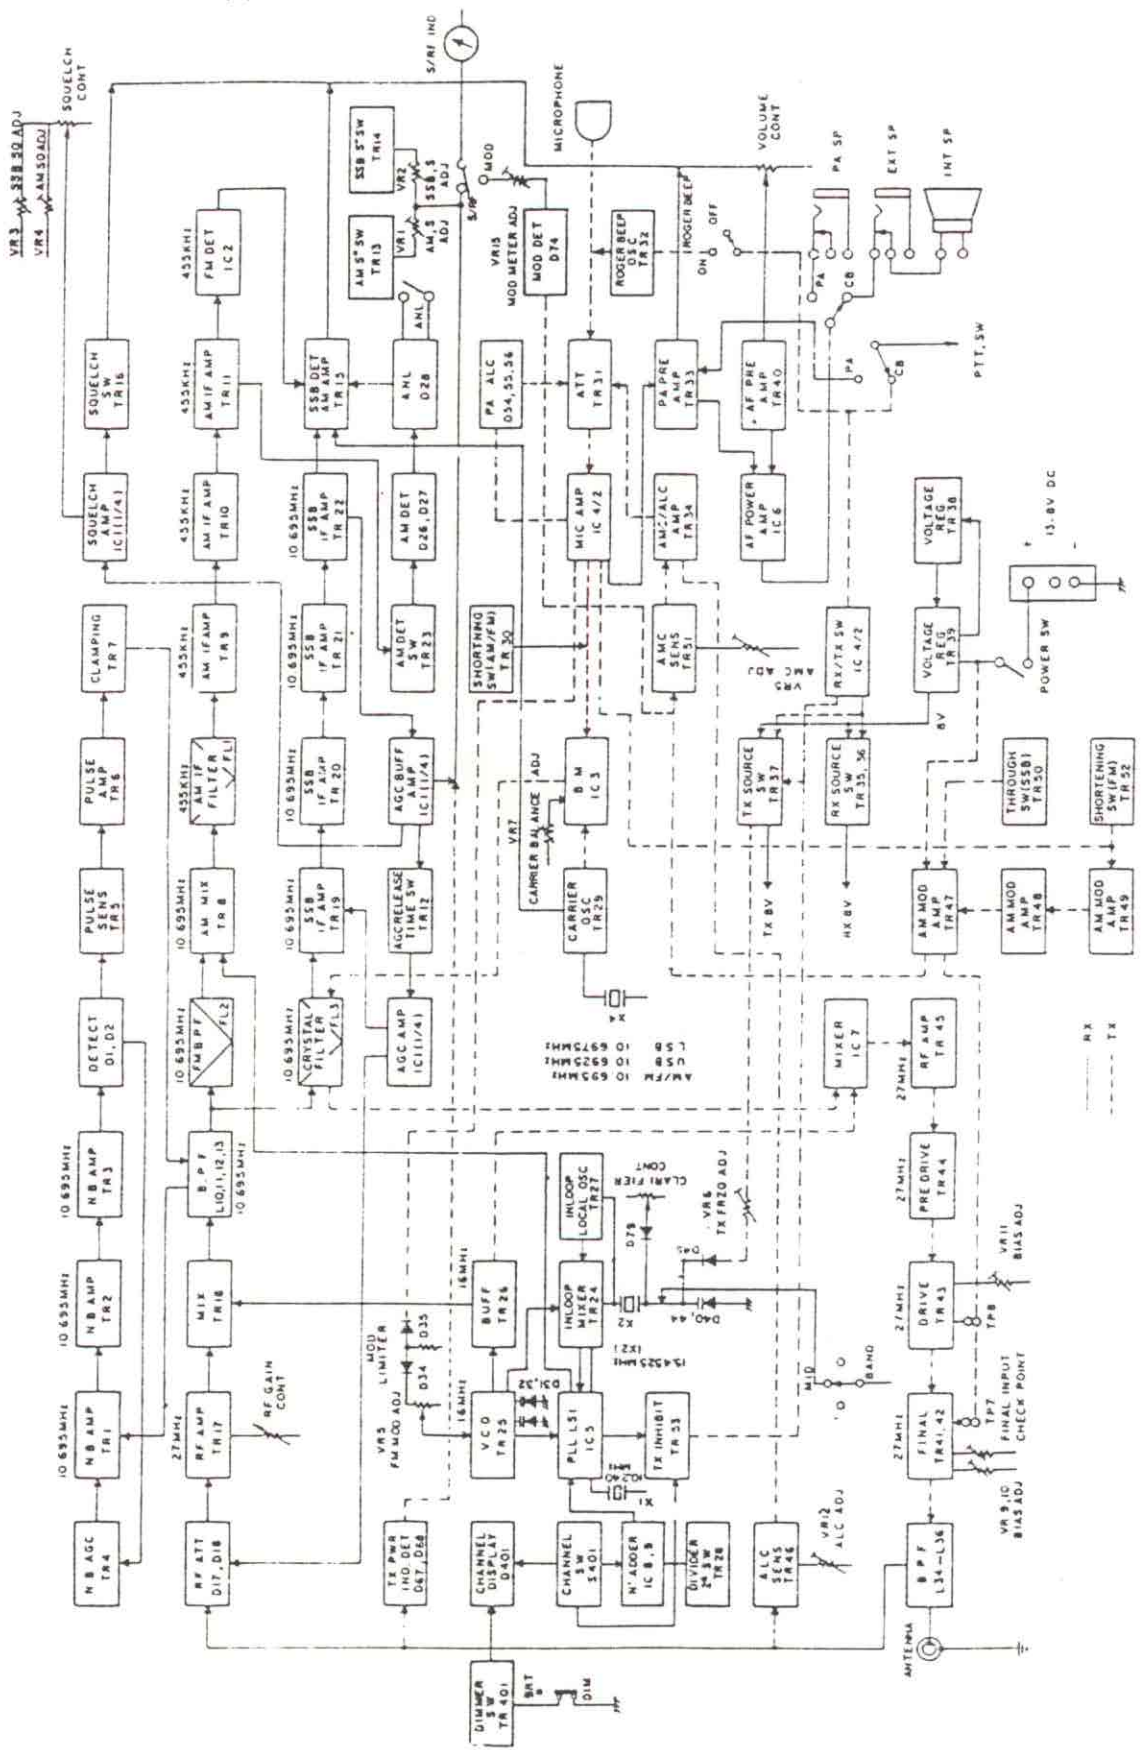 VR3
SSB SQ ADJ
VR4
AM SQ ADJ
SQUELCH
CONT
10.695MHz
10.695MHz
10.695MHz
NB AGC
TR4
NB AMP
TR1
NB AMP
TR2
NB AMP
TR3
DETECT
D1, D2
PULSE
SENS
TR5
PULSE
AMP
TR6
CLAMPING
TR7
SQUELCH
AMP
IC1(1/4)
SQUELCH
SW
TR16
27MHz
10.695MHz
10.695MHz
455KHz
455KHz
455KHz
455KHz
455KHz
RF ATT
D17, D18
RF AMP
TR17
MIX
TR18
B.P.F
L10,11,12,13
10.695MHz
FM BPF
FL2
AM MIX
TR8
AM IF
FILTER
FL1
AM IF AMP
TR9
AM IF AMP
TR10
AM IF AMP
TR11
FM DET
IC2
RF GAIN
CONT
10.695MHz
10.695MHz
10.695MHz
10.695MHz
10.695MHz
CRYSTAL
FILTER
FL3
SSB
IF AMP
TR19
SSB
IF AMP
TR20
SSB
IF AMP
TR21
SSB
IF AMP
TR22
SSB DET
AM AMP
TR15
AM S" SW
TR13
SSB S" SW
TR14
VR1
AM, S
ADJ
VR2
SSB, S
ADJ
TX PWR
IND. DET
D67, D68
AGC AMP
IC1(1/4)
AGC RELEASE
TIME SW
TR12
AGC BUFF
AMP
IC1(1/4)
AM DET
SW
TR23
AM DET
D26, D27
ANL
D28
ANL
S/RF IND
S/RF
MOD
VR5
FM MOD ADJ
MOD
LIMITER
D34
D35
DIMMER
SW
TR401
BRT
DIM
CHANNEL
DISPLAY
D401
16MHz
VCO
TR25
D31, 32
16MHz
BUFF
TR26
SHORTNING
SW(AM/FM)
TR30
PA ALC
D54, 55, 56
VR15
MOD METER ADJ
MOD DET
D74
CHANNEL
SW
S401
PLL LSI
IC5
10.240
MHz
X1
INLOOP
MIXER
TR24
INLOOP
LOCAL OSC
TR27
15.4925MHz
(X2)
X2
CARRIER
OSC
TR29
X4
AM/FM 10.695MHz
USB 10.6925MHz
LSB 10.6975MHz
VR7
CARRIER BALANCE ADJ
B M
IC3
MIC AMP
IC 4/2
ATT
TR31
MICROPHONE
N' ADDER
IC 8, 9
DIVIDER
2⁴ SW
TR28
TX INHIBIT
TR53
CLARIFIER
CONT
D79
D45
D40, 44
VR6
TX FRZQ ADJ
MID
BAND
AMC
SENS
TR51
VR5
AMC ADJ
AMC/ALC
AMP
TR34
PA PRE
AMP
TR33
ROGER BEEP
OSC
TR32
(ROGER BEEP)
ON
OFF
VOLUME
CONT
ALC
SENS
TR46
VR12
ALC ADJ
TX SOURCE
SW
TR37
TX 8V
RX SOURCE
SW
TR35, 36
RX 8V
RX/TX SW
IC 4/2
AF POWER
AMP
IC6
AF PRE
AMP
TR40
PA
CB
PA
CB
PTT, SW
PA SP
EXT SP
INT SP
MIXER
IC7
27MHz
27MHz
27MHz
27MHz
B.P.F
L34~L36
FINAL
TR41, 42
DRIVE
TR43
PREDRIVE
TR44
RF AMP
TR45
AM MOD
AMP
TR47
AM MOD
AMP
TR48
AM MOD
AMP
TR49
THROUGH
SW(SSB)
TR50
SHORTENING
SW(FM)
TR52
8V
VOLTAGE
REG
TR39
VOLTAGE
REG
TR38
POWER SW
+
13.8V DC
-
ANTENNA
VR 9, 10
BIAS ADJ
TP7
FINAL INPUT
CHECK POINT
TP8
VR11
BIAS ADJ
RX
TX